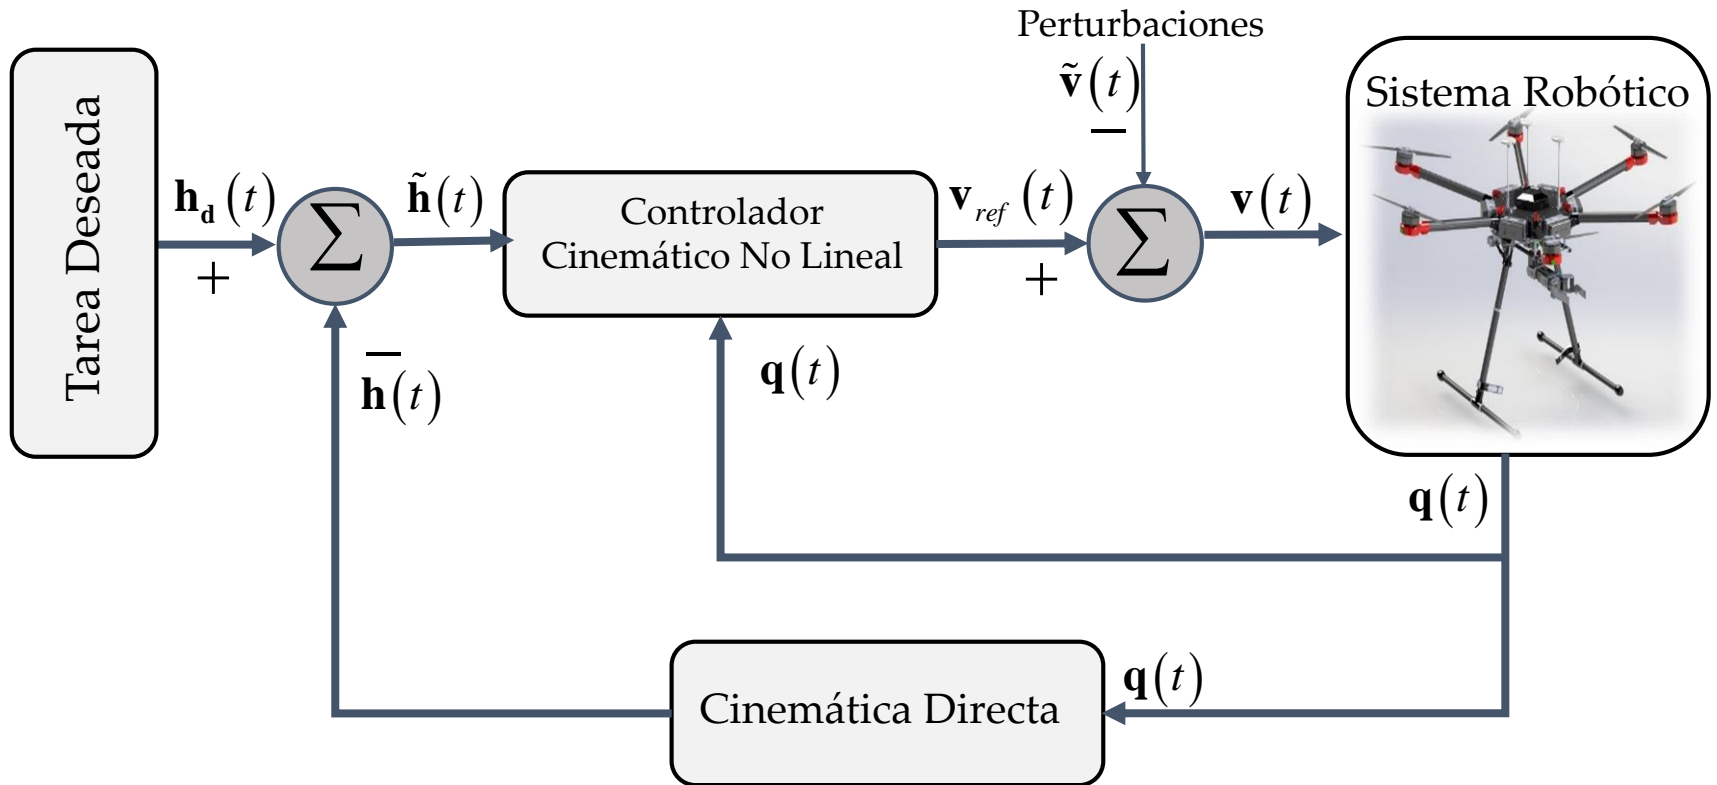 Perturbaciones
ṽ(t)
−
Sistema Robótico
Tarea Deseada
h_d(t)
+
Σ
h̃(t)
Controlador
Cinemático No Lineal
v_ref(t)
+
Σ
v(t)
−
h(t)
q(t)
q(t)
Cinemática Directa
q(t)